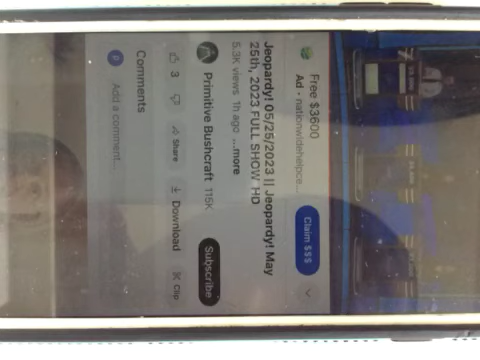 Free $3600
Ad · nationwidehelpce...
Claim $$$
Jeopardy! 05/25/2023 || Jeopardy! May
25th, 2023 FULL SHOW HD
5.3K views 1h ago ...more
Primitive Bushcraft 115K
Subscribe
3
Share
Download
Clip
Comments
Add a comment...